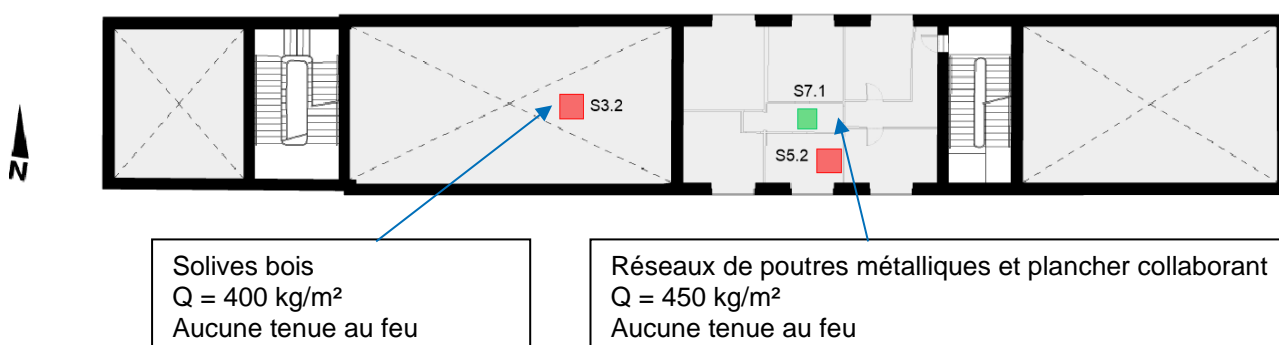 S3.2
S7.1
S5.2
N
Solives bois
Q = 400 kg/m²
Aucune tenue au feu
Réseaux de poutres métalliques et plancher collaborant
Q = 450 kg/m²
Aucune tenue au feu